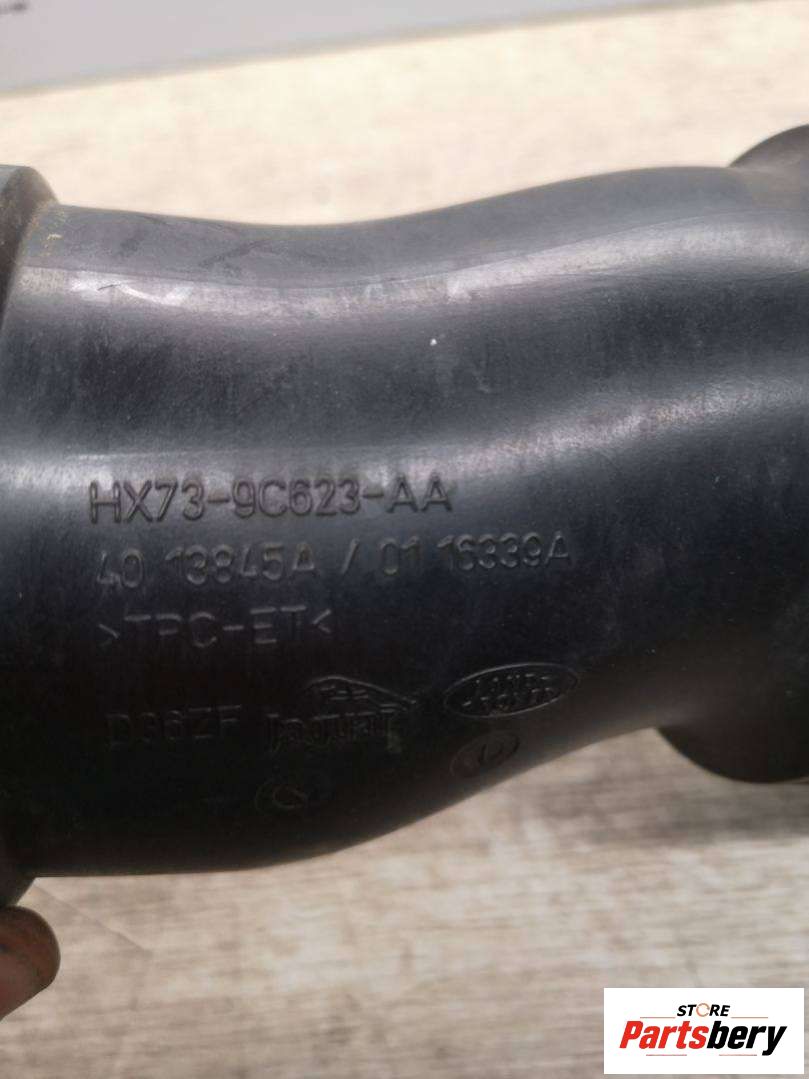 HX73-9C623-AA
40 13845A / 01 16339A
>TPC-ET<
D36ZF JAGUAR LAND ROVER
STORE
Partsbery